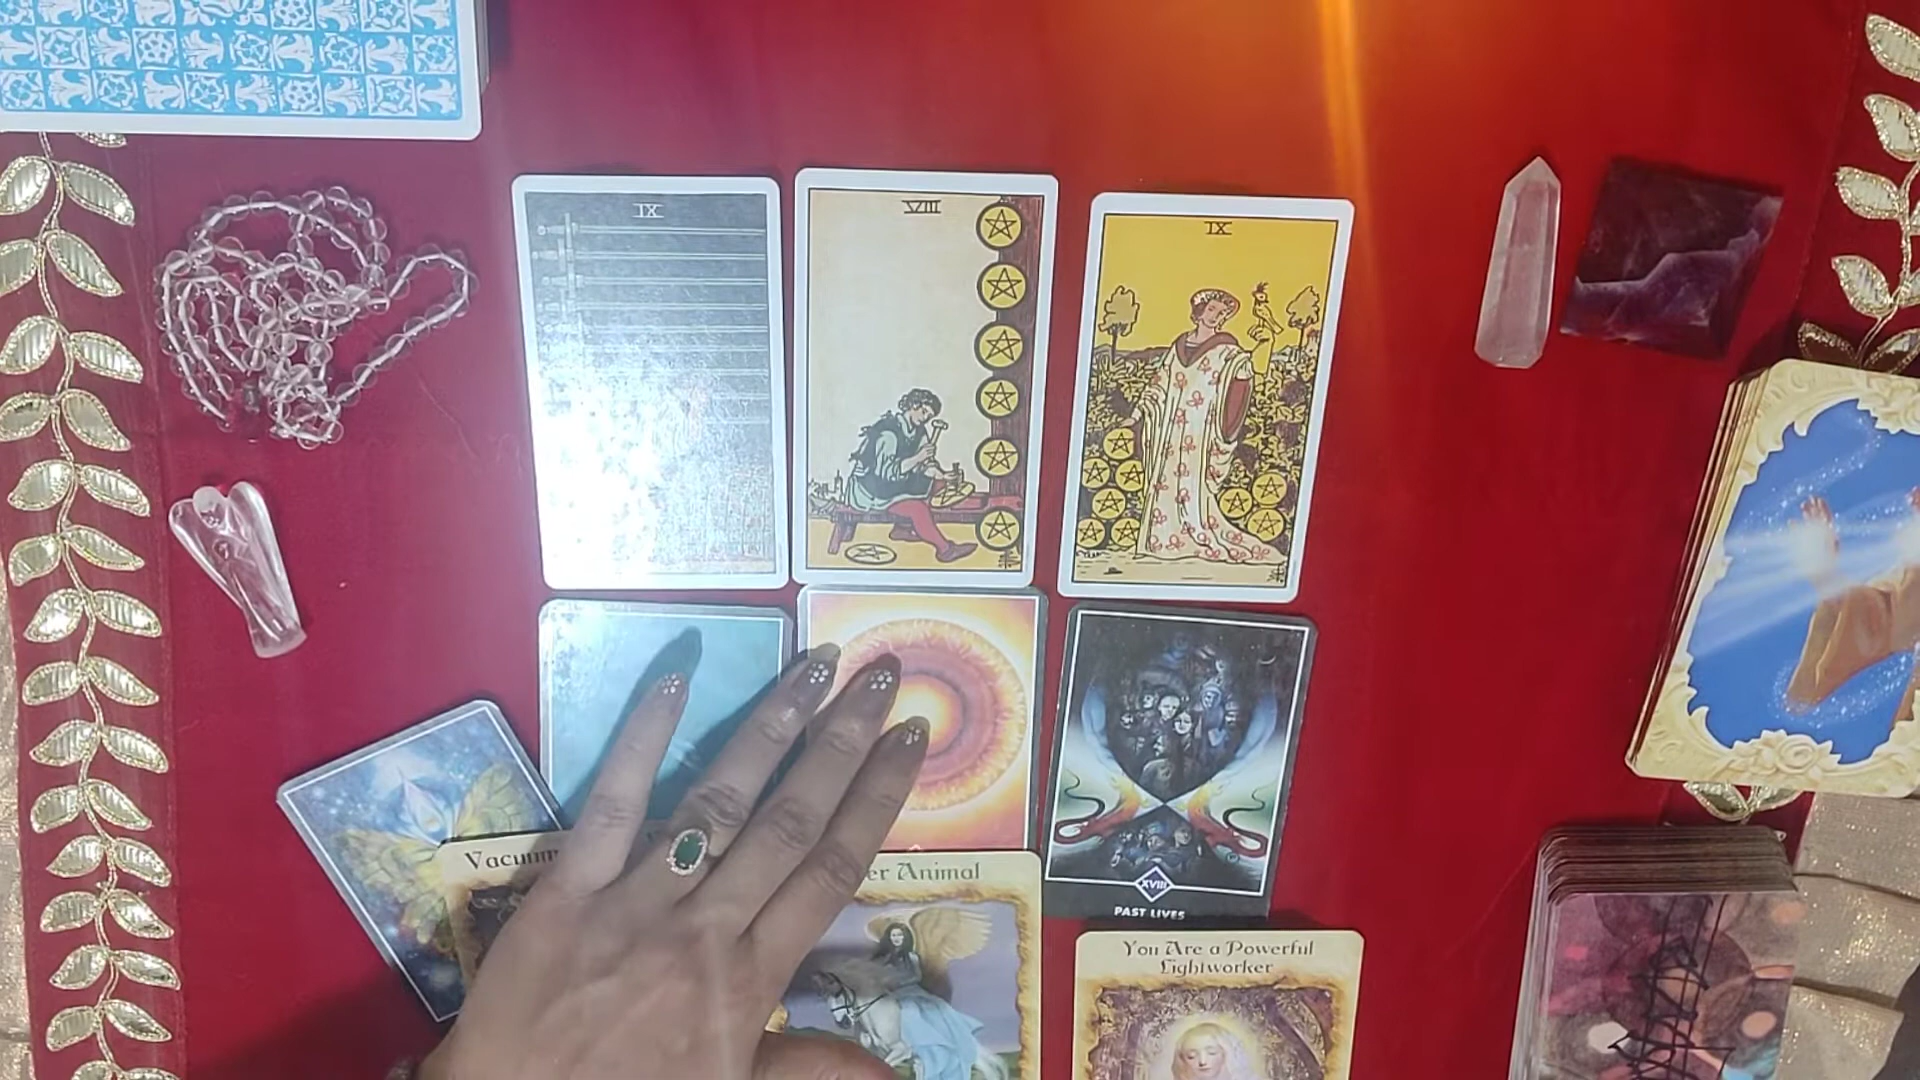 IX
VIII
IX
XVIII
PAST LIVES
Vacuum
er Animal
You Are a Powerful
Lightworker